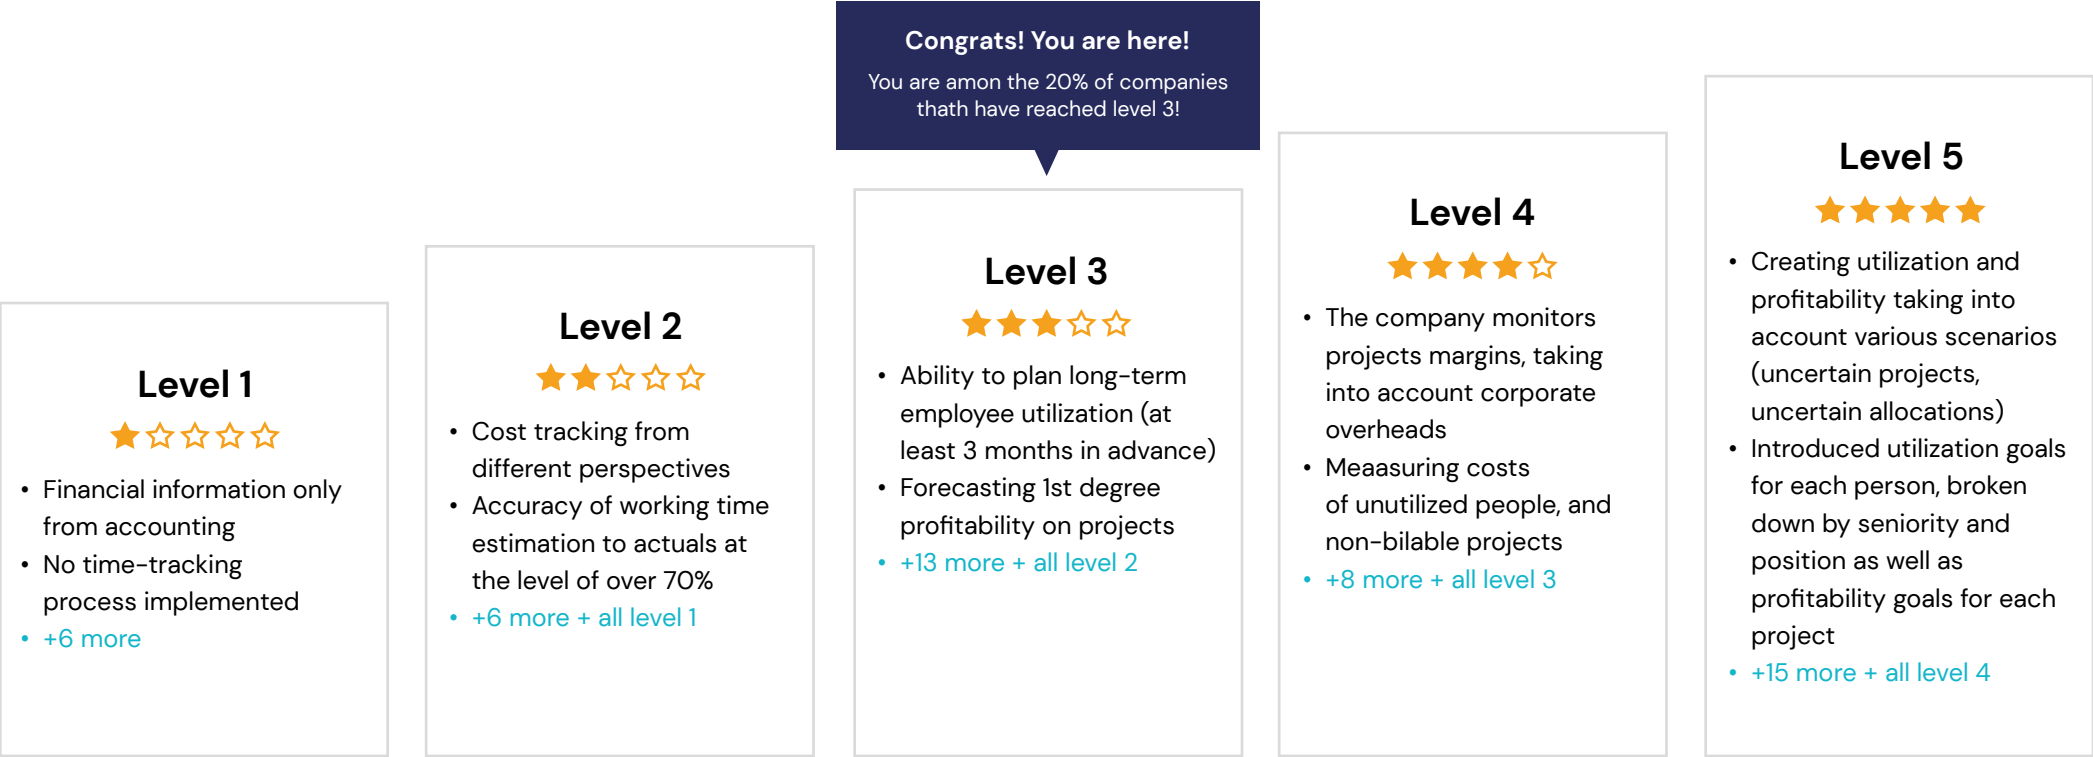 Congrats! You are here!
You are amon the 20% of companies
thath have reached level 3!
Level 1
• Financial information only
from accounting
• No time-tracking
process implemented
• +6 more
Level 2
• Cost tracking from
different perspectives
• Accuracy of working time
estimation to actuals at
the level of over 70%
• +6 more + all level 1
Level 3
• Ability to plan long-term
employee utilization (at
least 3 months in advance)
• Forecasting 1st degree
profitability on projects
• +13 more + all level 2
Level 4
• The company monitors
projects margins, taking
into account corporate
overheads
• Meaasuring costs
of unutilized people, and
non-bilable projects
• +8 more + all level 3
Level 5
• Creating utilization and
profitability taking into
account various scenarios
(uncertain projects,
uncertain allocations)
• Introduced utilization goals
for each person, broken
down by seniority and
position as well as
profitability goals for each
project
• +15 more + all level 4